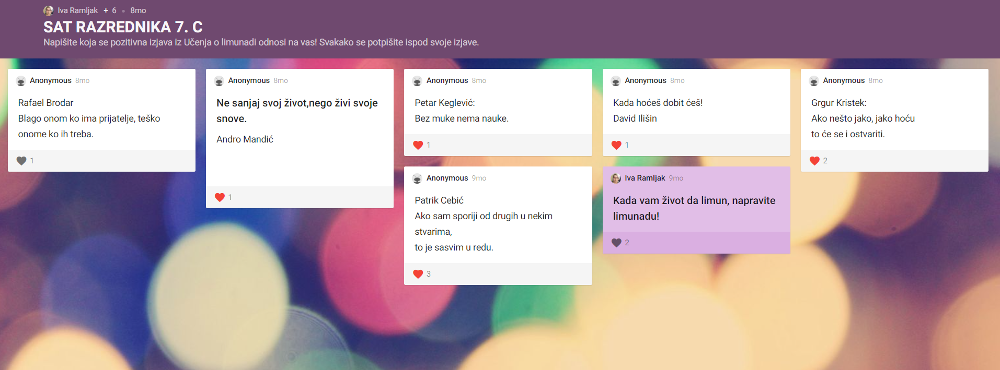 Iva Ramljak + 6 • 8mo
SAT RAZREDNIKA 7. C
Napišite koja se pozitivna izjava iz Učenja o limunadi odnosi na vas! Svakako se potpišite ispod svoje izjave.
Anonymous 8mo
Rafael Brodar
Blago onom ko ima prijatelje, teško
onome ko ih treba.
1
Anonymous 8mo
Ne sanjaj svoj život,nego živi svoje
snove.
Andro Mandić
1
Anonymous 8mo
Petar Keglević:
Bez muke nema nauke.
1
Anonymous 9mo
Patrik Cebić
Ako sam sporiji od drugih u nekim
stvarima,
to je sasvim u redu.
3
Anonymous 8mo
Kada hoćeš dobit ćeš!
David Ilišin
1
Iva Ramljak 9mo
Kada vam život da limun, napravite
limunadu!
2
Anonymous 8mo
Grgur Kristek:
Ako nešto jako, jako hoću
to će se i ostvariti.
2